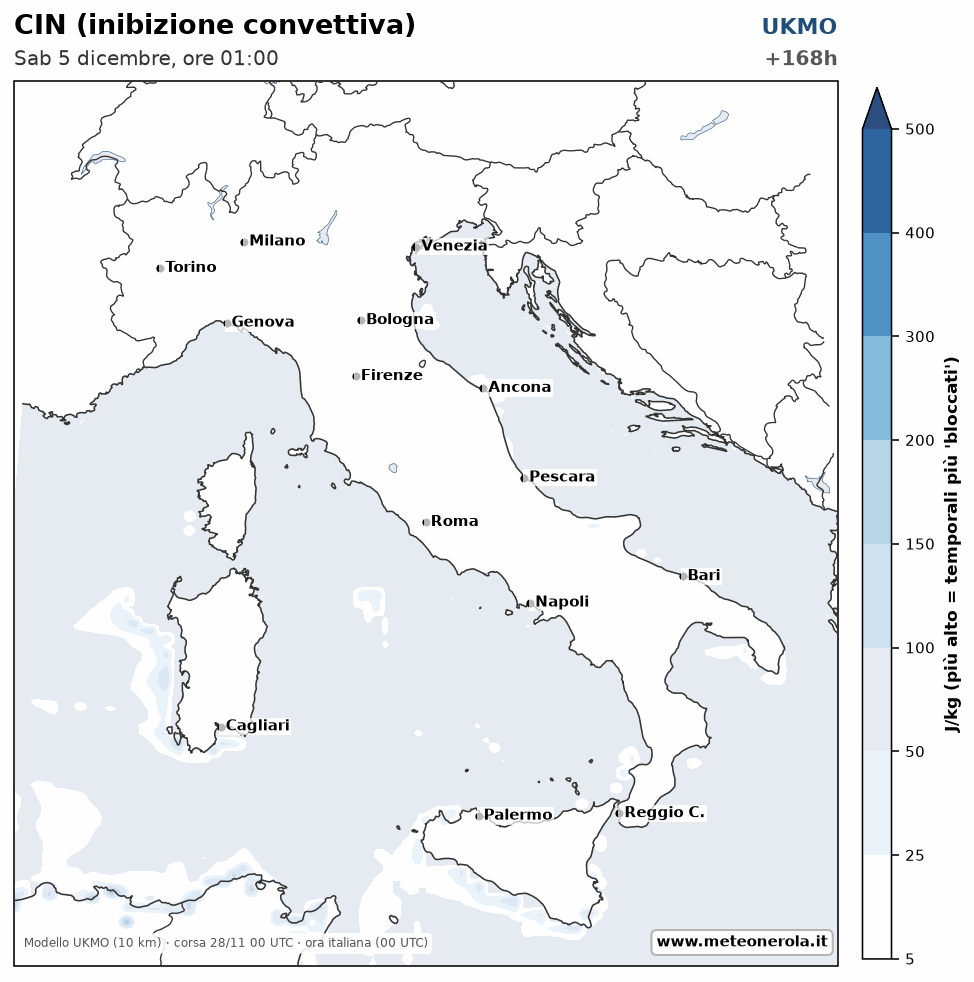 CIN (inibizione convettiva)
UKMO
Sab 5 dicembre, ore 01:00
+168h
Milano
Venezia
Torino
Genova
Bologna
Firenze
Ancona
Pescara
Roma
Bari
Napoli
Cagliari
Palermo
Reggio C.
Modello UKMO (10 km) · corsa 28/11 00 UTC · ora italiana (00 UTC)
www.meteonerola.it
500
400
300
200
150
100
50
25
5
J/kg (più alto = temporali più 'bloccati')